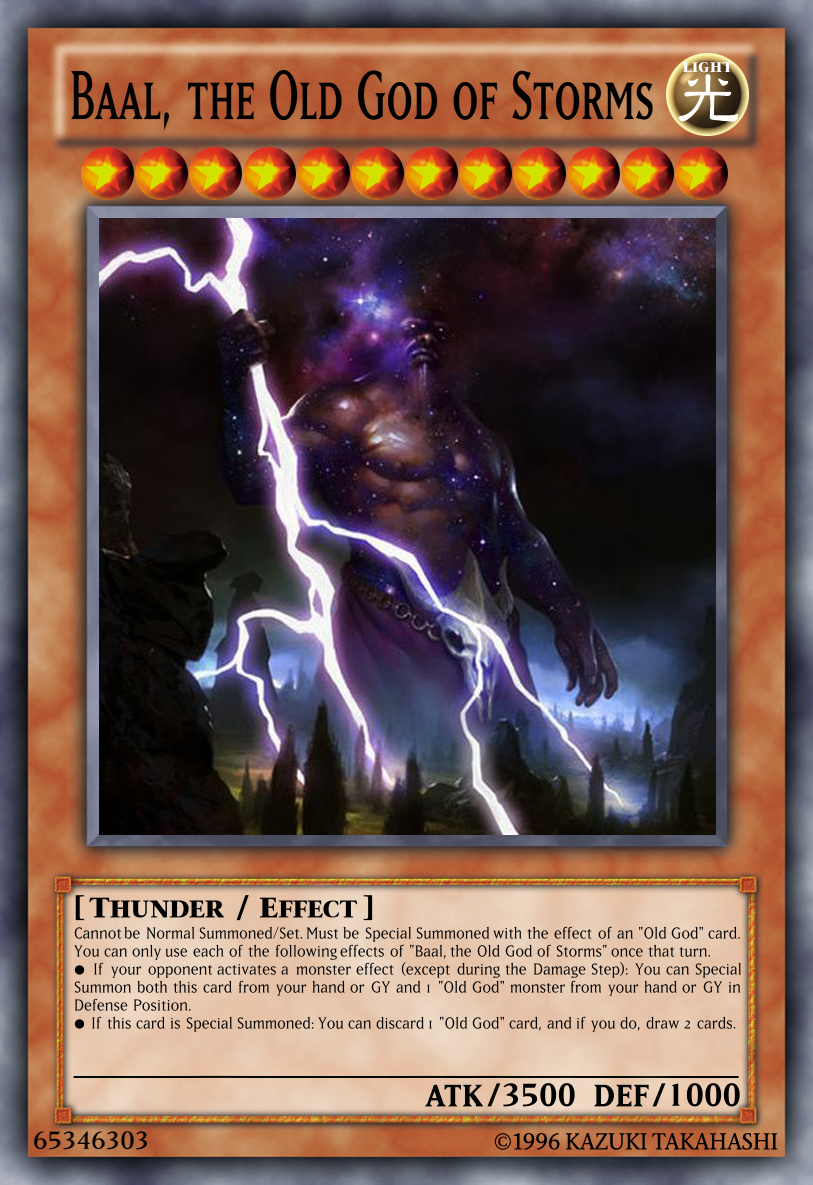 Baal, the Old God of Storms
LIGHT
光
[ Thunder / Effect ]
Cannot be Normal Summoned/Set. Must be Special Summoned with the effect of an "Old God" card.
You can only use each of the following effects of "Baal, the Old God of Storms" once that turn.
● If your opponent activates a monster effect (except during the Damage Step): You can Special
Summon both this card from your hand or GY and 1 "Old God" monster from your hand or GY in
Defense Position.
● If this card is Special Summoned: You can discard 1 "Old God" card, and if you do, draw 2 cards.
ATK/3500 DEF/1000
65346303
©1996 KAZUKI TAKAHASHI